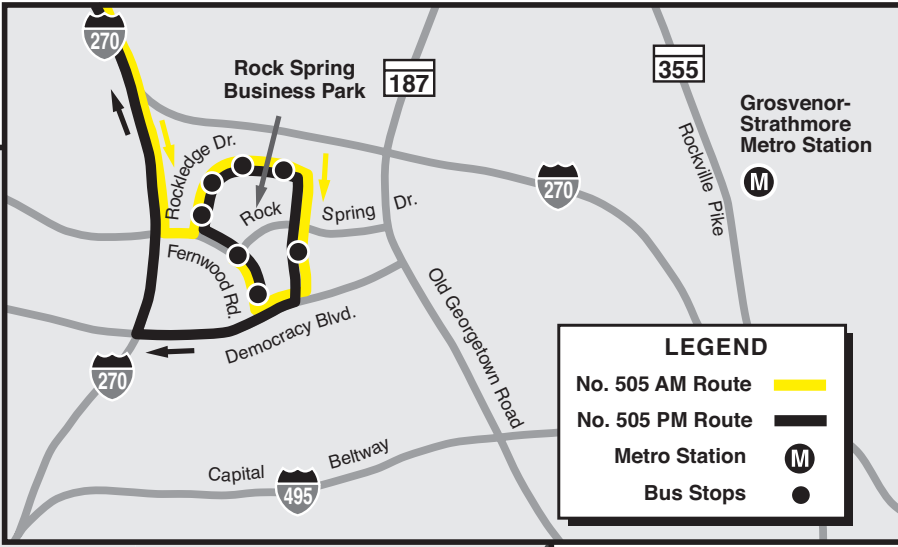 270
Rock Spring
Business Park
187
355
Grosvenor-
Strathmore
Metro Station
M
Rockledge Dr.
Rockville Pike
270
Rock Spring Dr.
Fernwood Rd.
Democracy Blvd.
Old Georgetown Road
270
Capital Beltway
495
LEGEND
No. 505 AM Route
No. 505 PM Route
Metro Station M
Bus Stops